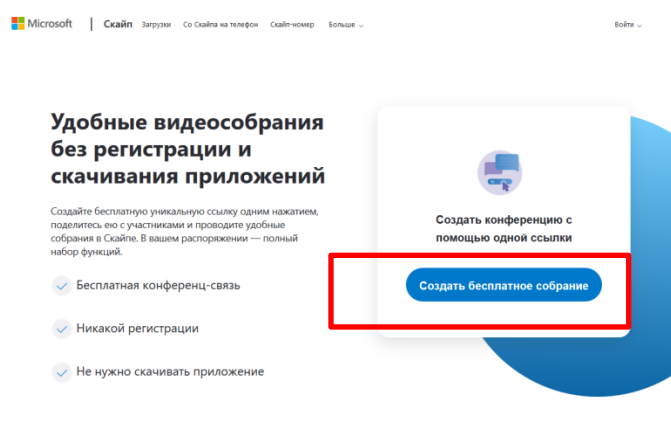 Microsoft | Скайп Загрузки Со Скайпа на телефон Скайп-номер Больше Войти
Удобные видеособрания
без регистрации и
скачивания приложений
Создайте бесплатную уникальную ссылку одним нажатием,
поделитесь ею с участниками и проводите удобные
собрания в Скайпе. В вашем распоряжении — полный
набор функций.
Бесплатная конференц-связь
Никакой регистрации
Не нужно скачивать приложение
Создать конференцию с
помощью одной ссылки
Создать бесплатное собрание